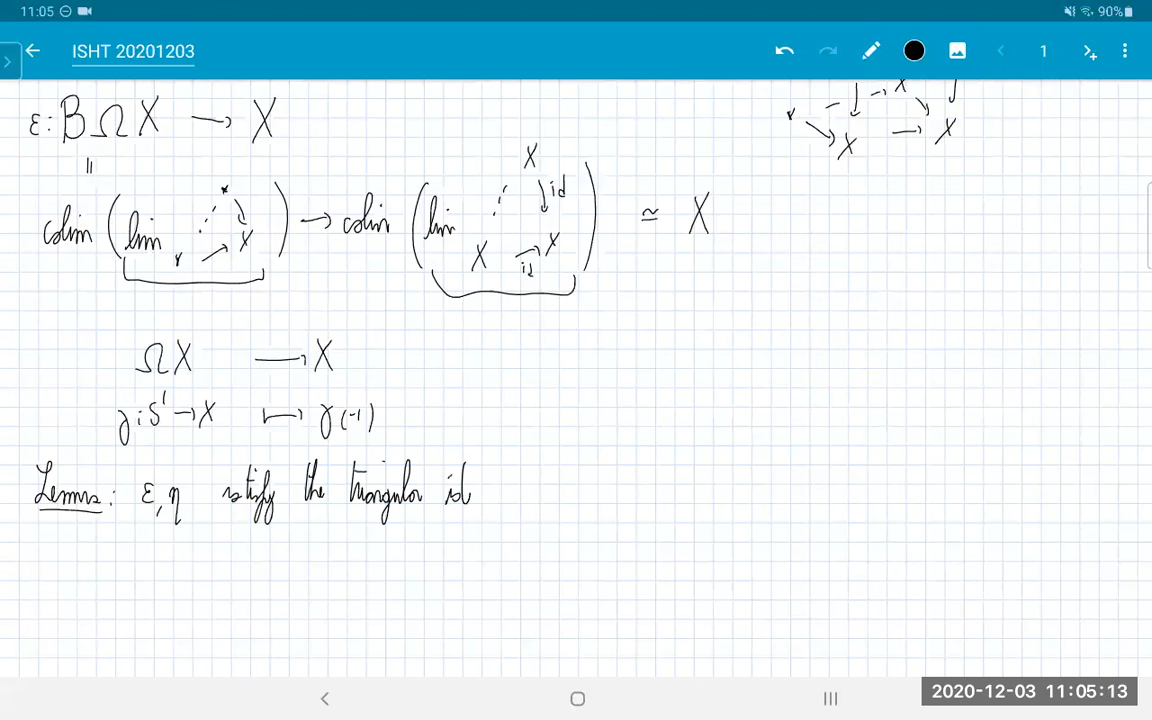 11:05
90%
ISHT 20201203
1
ε: BΩX → X
X
* X → X
=
colim ( lim * → X * ) → colim ( lim X → X X id id ) ≃ X
ΩX → X
γ: S¹ → X ↦ γ(-1)
Lemma: ε, η satisfy the triangular id
2020-12-03 11:05:13